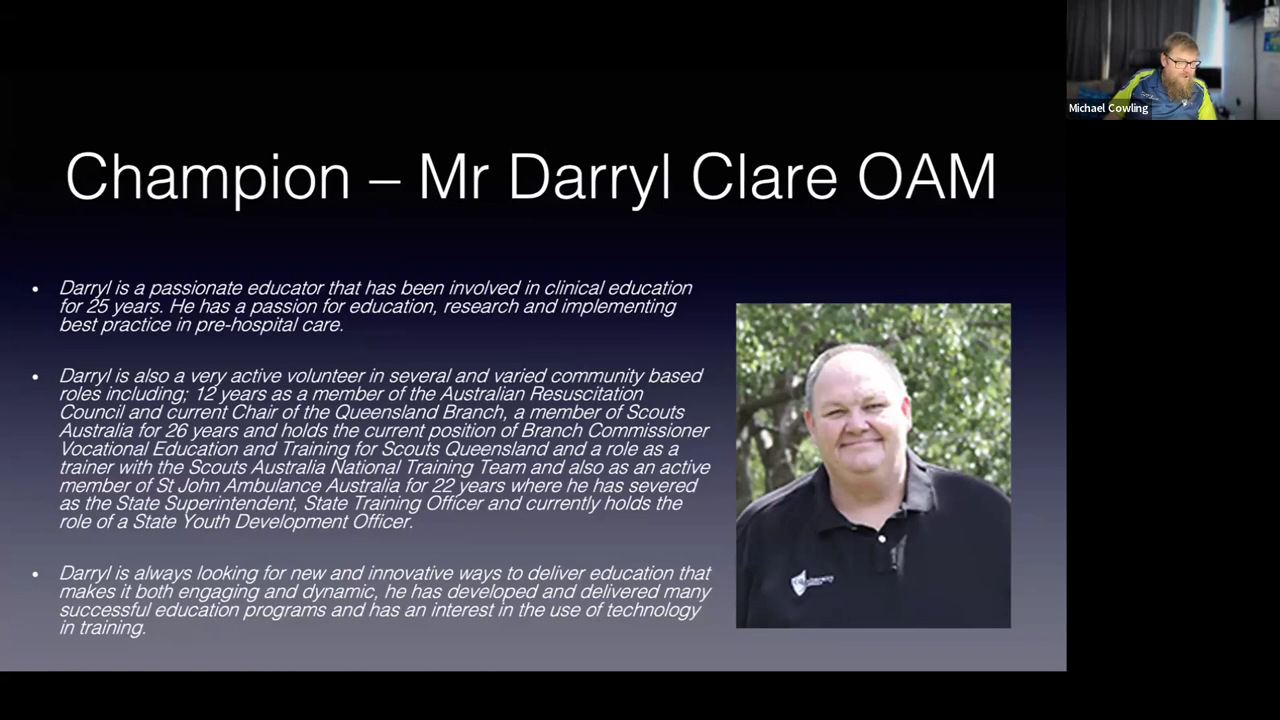 Michael Cowling
Champion – Mr Darryl Clare OAM
• Darryl is a passionate educator that has been involved in clinical education
for 25 years. He has a passion for education, research and implementing
best practice in pre-hospital care.
• Darryl is also a very active volunteer in several and varied community based
roles including; 12 years as a member of the Australian Resuscitation
Council and current Chair of the Queensland Branch, a member of Scouts
Australia for 26 years and holds the current position of Branch Commissioner
Vocational Education and Training for Scouts Queensland and a role as a
trainer with the Scouts Australia National Training Team and also as an active
member of St John Ambulance Australia for 22 years where he has severed
as the State Superintendent, State Training Officer and currently holds the
role of a State Youth Development Officer.
• Darryl is always looking for new and innovative ways to deliver education that
makes it both engaging and dynamic, he has developed and delivered many
successful education programs and has an interest in the use of technology
in training.